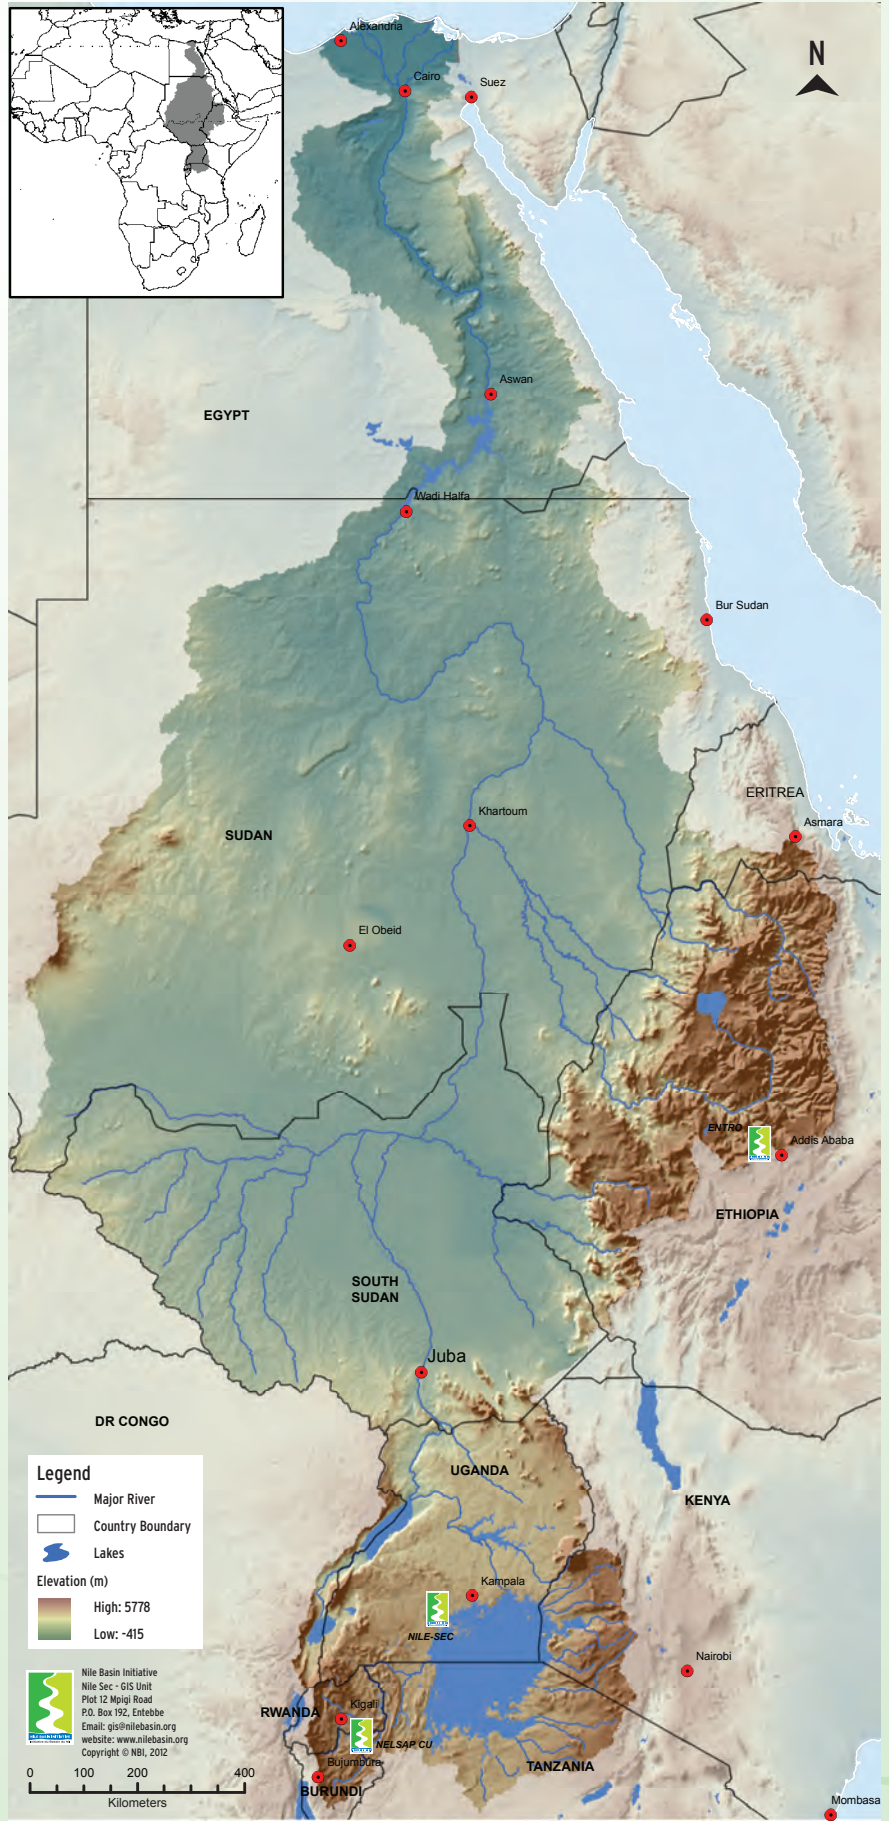 Alexandria
N
Cairo
Suez
Aswan
EGYPT
Wadi Halfa
Bur Sudan
ERITREA
Khartoum
Asmara
SUDAN
El Obeid
ENTRO
Addis Ababa
ETHIOPIA
SOUTH
SUDAN
Juba
DR CONGO
Legend
Major River
Country Boundary
Lakes
Elevation (m)
High: 5778
Low: -415
UGANDA
KENYA
Kampala
NILE-SEC
Nairobi
Nile Basin Initiative
Nile Sec - GIS Unit
Plot 12 Mpigi Road
P.O. Box 192, Entebbe
Email: gis@nilebasin.org
website: www.nilebasin.org
Copyright © NBI, 2012
RWANDA
Kigali
NELSAP CU
Bujumbura
TANZANIA
BURUNDI
0 100 200 400
Kilometers
Mombasa